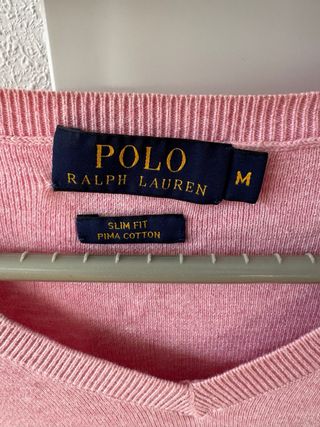 POLO
RALPH LAUREN
M
SLIM FIT
PIMA COTTON